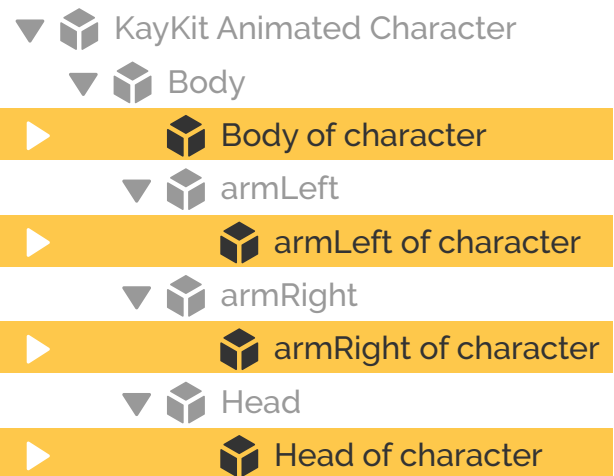 KayKit Animated Character
Body
Body of character
armLeft
armLeft of character
armRight
armRight of character
Head
Head of character